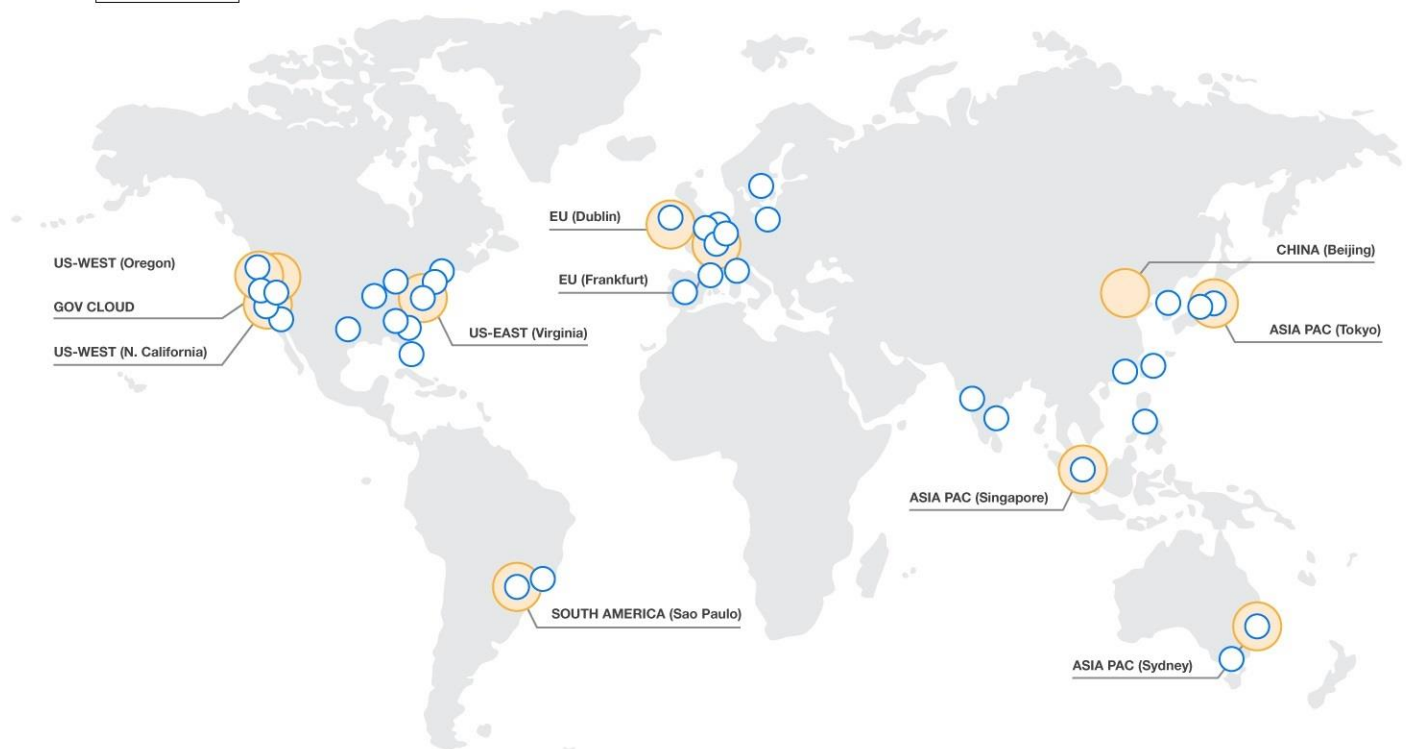 US-WEST (Oregon)
GOV CLOUD
US-WEST (N. California)
US-EAST (Virginia)
EU (Dublin)
EU (Frankfurt)
CHINA (Beijing)
ASIA PAC (Tokyo)
ASIA PAC (Singapore)
SOUTH AMERICA (Sao Paulo)
ASIA PAC (Sydney)